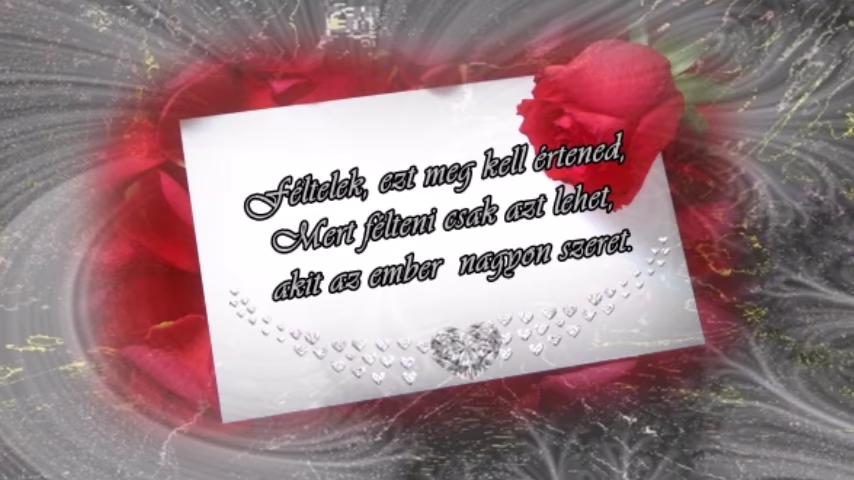 Féltelek, ezt meg kell értened,
Mert félteni csak azt lehet,
akit az ember nagyon szeret.